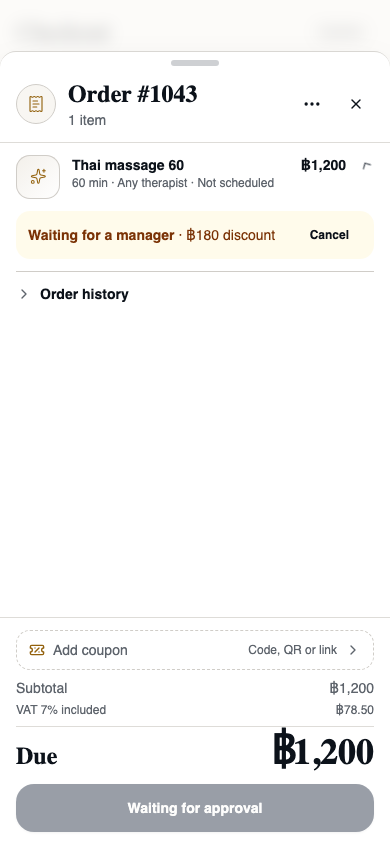 Order #1043
1 item
Thai massage 60 ฿1,200
60 min · Any therapist · Not scheduled
Waiting for a manager · ฿180 discount Cancel
Order history
Add coupon Code, QR or link
Subtotal ฿1,200
VAT 7% included ฿78.50
Due ฿1,200
Waiting for approval